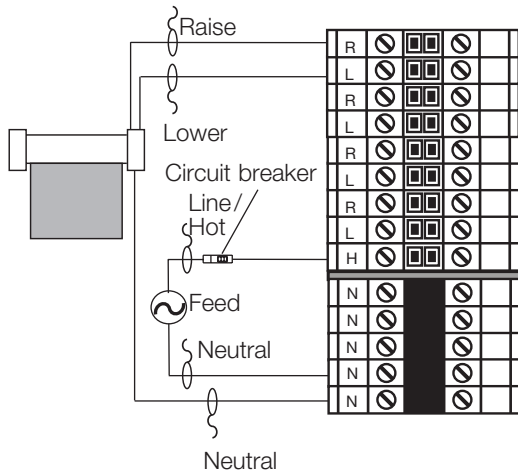 Raise
Lower
Circuit breaker
Line/
Hot
Feed
Neutral
Neutral
R
L
R
L
R
L
R
L
H
N
N
N
N
N